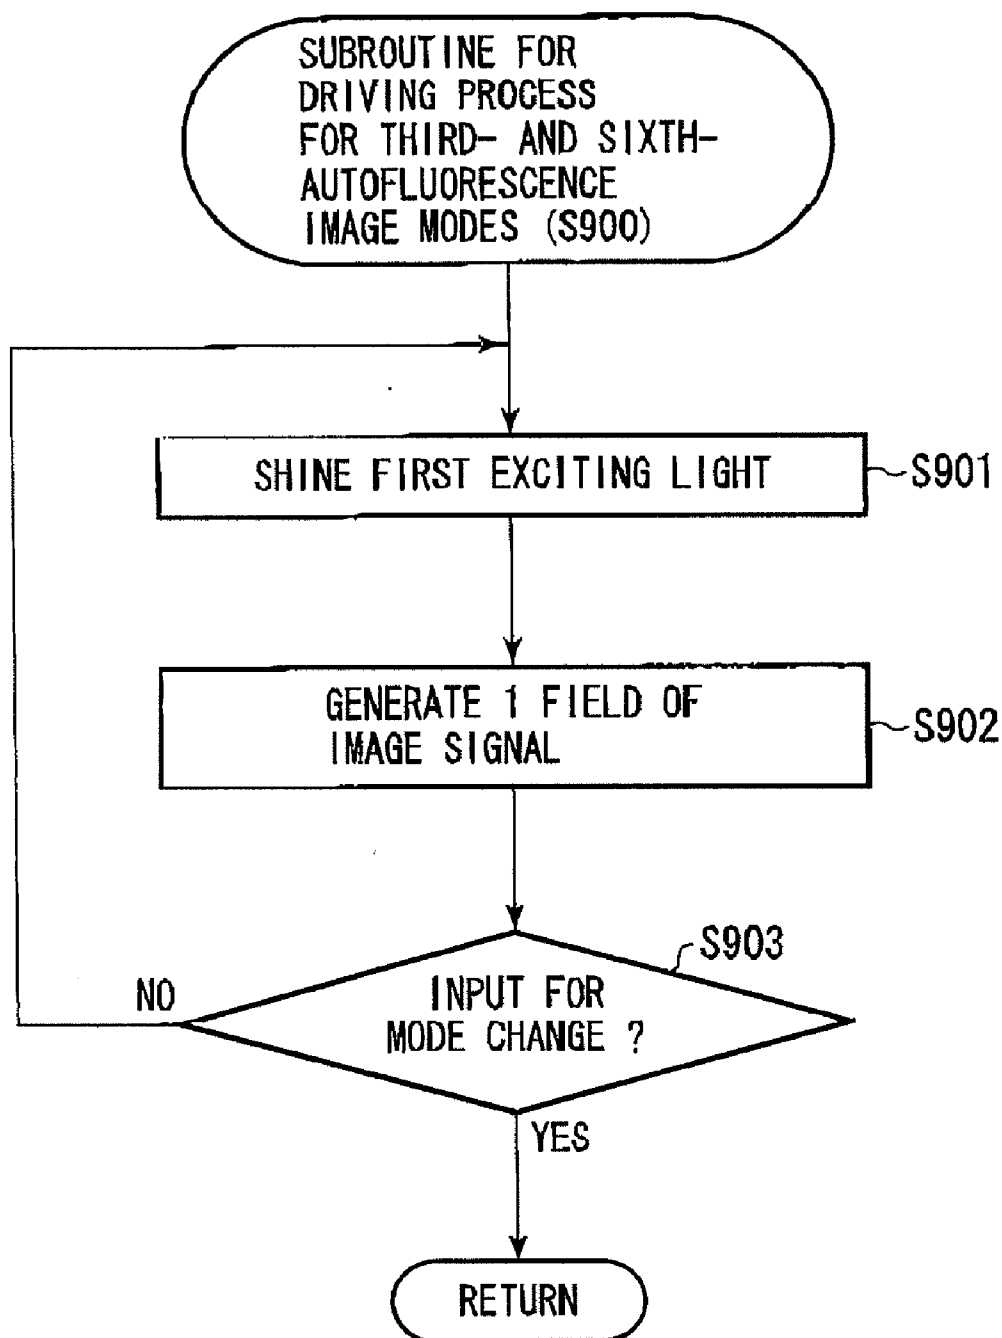 SUBROUTINE FOR
DRIVING PROCESS
FOR THIRD- AND SIXTH-
AUTOFLUORESCENCE
IMAGE MODES (S900)
SHINE FIRST EXCITING LIGHT
S901
GENERATE 1 FIELD OF
IMAGE SIGNAL
S902
S903
INPUT FOR
MODE CHANGE ?
NO
YES
RETURN